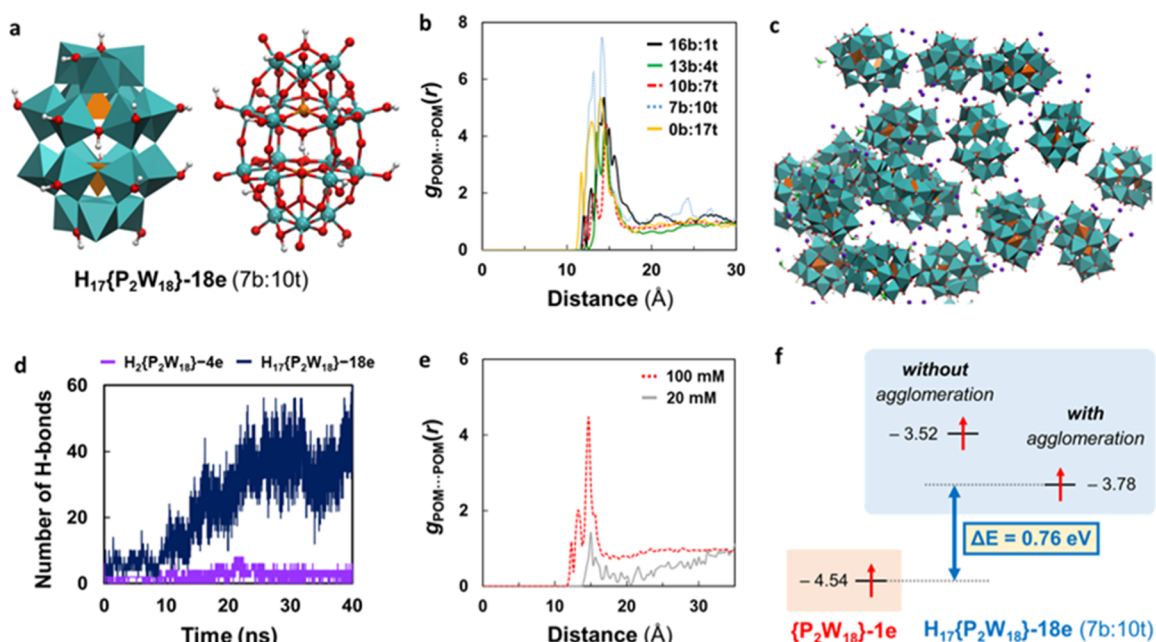 a
H₁₇{P₂W₁₈}-18e (7b:10t)
b
g_POM···POM(r)
8
6
4
2
0
0 10 20 30
Distance (Å)
16b:1t
13b:4t
10b:7t
7b:10t
0b:17t
c
d
H₂{P₂W₁₈}−4e H₁₇{P₂W₁₈}−18e
Number of H-bonds
60
40
20
0
0 10 20 30 40
Time (ns)
e
g_POM···POM(r)
6
4
2
0
0 10 20 30
Distance (Å)
100 mM
20 mM
f
without
agglomeration
− 3.52
with
agglomeration
− 3.78
ΔE = 0.76 eV
− 4.54
{P₂W₁₈}-1e
H₁₇{P₂W₁₈}-18e (7b:10t)